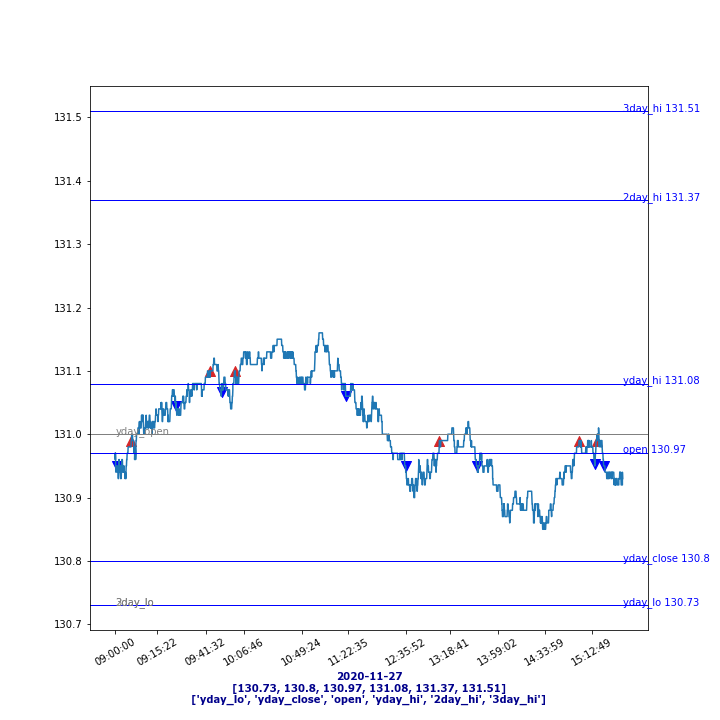 131.5
3day_hi 131.51
131.4
2day_hi 131.37
131.3
131.2
131.1
yday_hi 131.08
131.0
yday_open
open 130.97
130.9
130.8
yday_close 130.8
130.7
3day_lo
yday_lo 130.73
09:00:00
09:15:22
09:41:32
10:06:46
10:49:24
11:22:35
12:35:52
13:18:41
13:59:02
14:33:59
15:12:49
2020-11-27
[130.73, 130.8, 130.97, 131.08, 131.37, 131.51]
['yday_lo', 'yday_close', 'open', 'yday_hi', '2day_hi', '3day_hi']